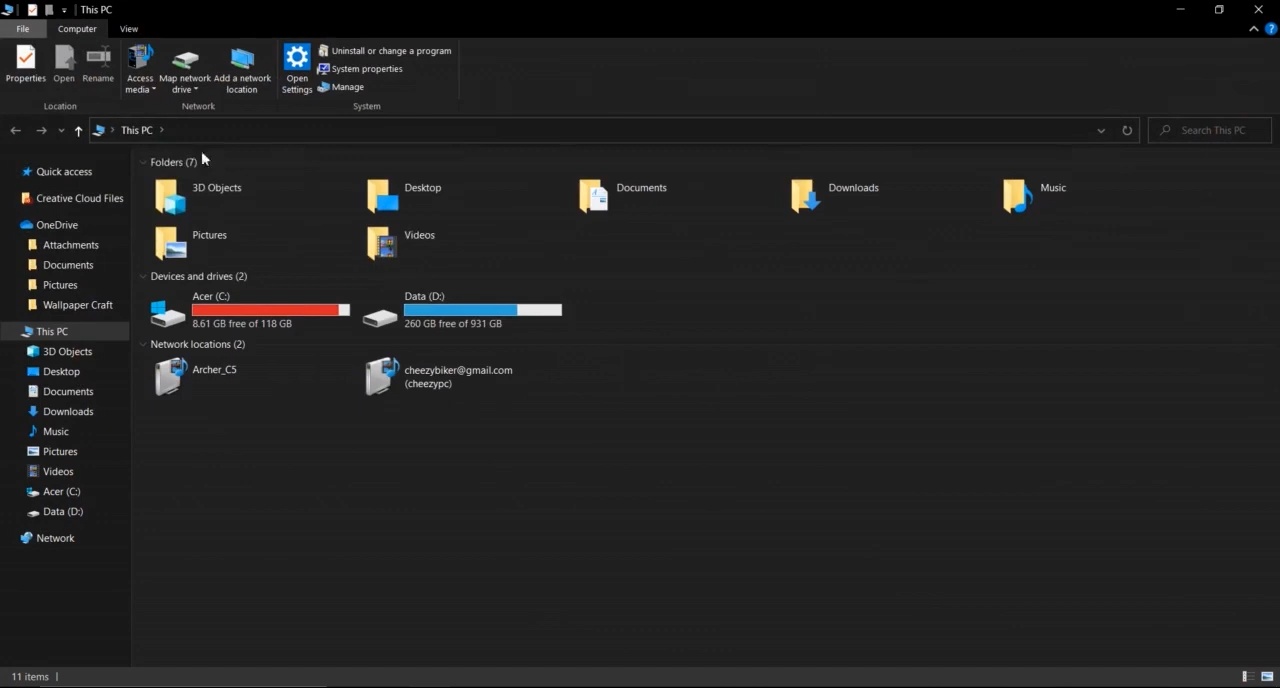 This PC
File
Computer
View
Properties
Open
Rename
Access media
Map network drive
Add a network location
Open Settings
Uninstall or change a program
System properties
Manage
Location
Network
System
This PC
Search This PC
Quick access
Creative Cloud Files
OneDrive
Attachments
Documents
Pictures
Wallpaper Craft
This PC
3D Objects
Desktop
Documents
Downloads
Music
Pictures
Videos
Acer (C:)
Data (D:)
Network
Folders (7)
3D Objects
Desktop
Documents
Downloads
Music
Pictures
Videos
Devices and drives (2)
Acer (C:)
8.61 GB free of 118 GB
Data (D:)
260 GB free of 931 GB
Network locations (2)
Archer_C5
cheezybiker@gmail.com
(cheezypc)
11 items